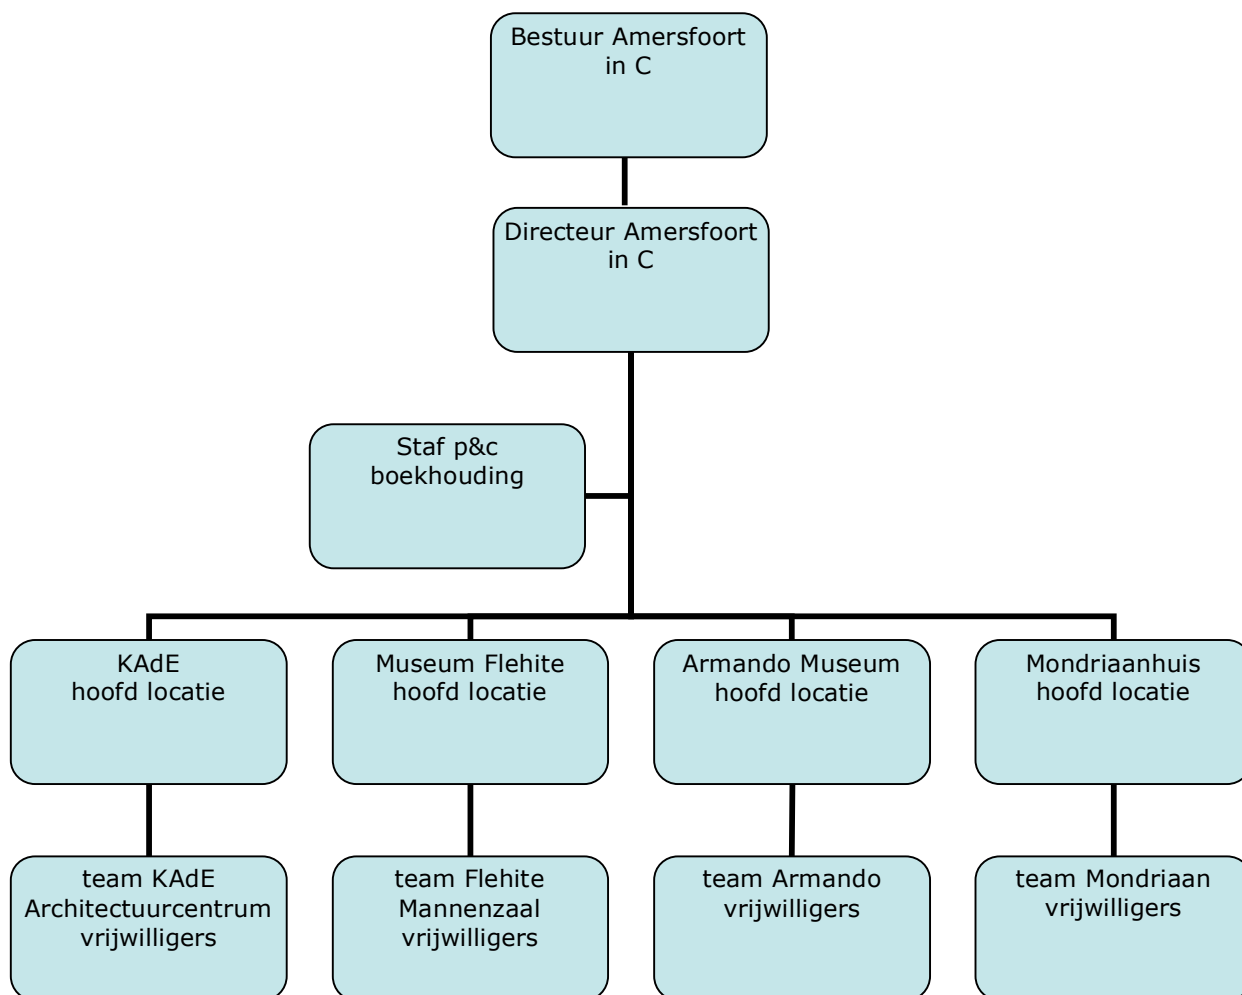 Bestuur Amersfoort
in C
Directeur Amersfoort
in C
Staf p&c
boekhouding
KAdE
hoofd locatie
Museum Flehite
hoofd locatie
Armando Museum
hoofd locatie
Mondriaanhuis
hoofd locatie
team KAdE
Architectuurcentrum
vrijwilligers
team Flehite
Mannenzaal
vrijwilligers
team Armando
vrijwilligers
team Mondriaan
vrijwilligers